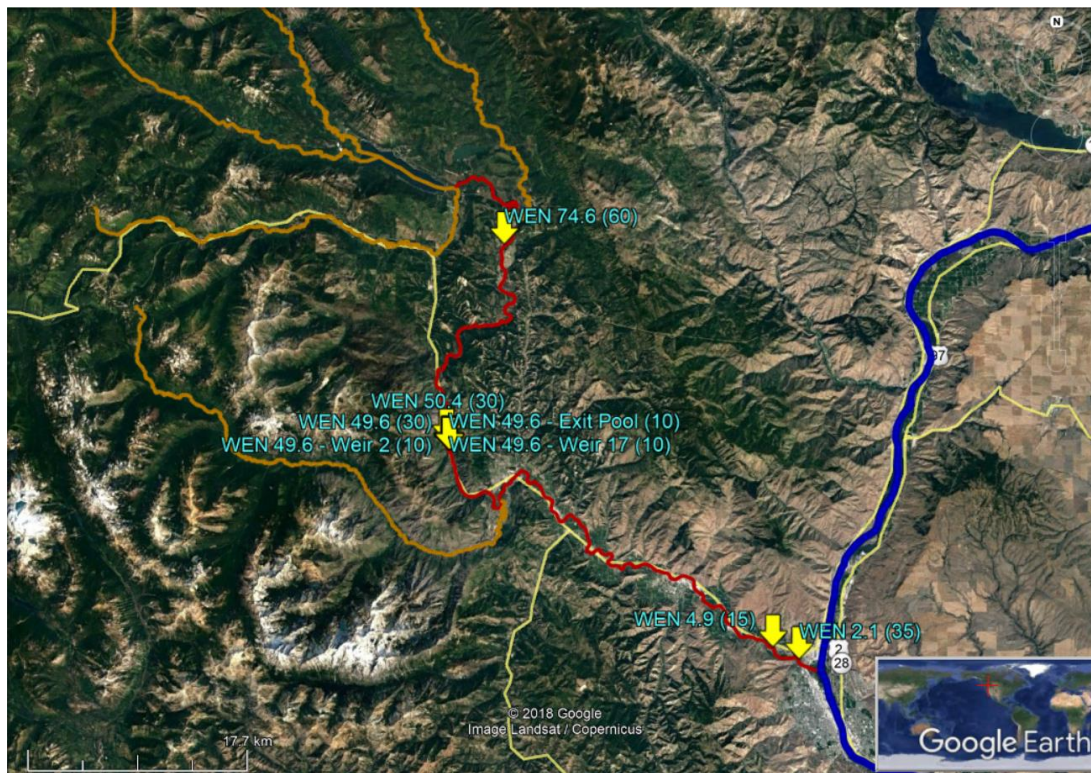 N
WEN 74.6 (60)
97
WEN 50.4 (30)
WEN 49.6 (30)
WEN 49.6 - Exit Pool (10)
WEN 49.6 - Weir 2 (10)
WEN 49.6 - Weir 17 (10)
WEN 4.9 (15)
WEN 2.1 (35)
2
28
© 2018 Google
Image Landsat / Copernicus
17.7 km
Google Earth